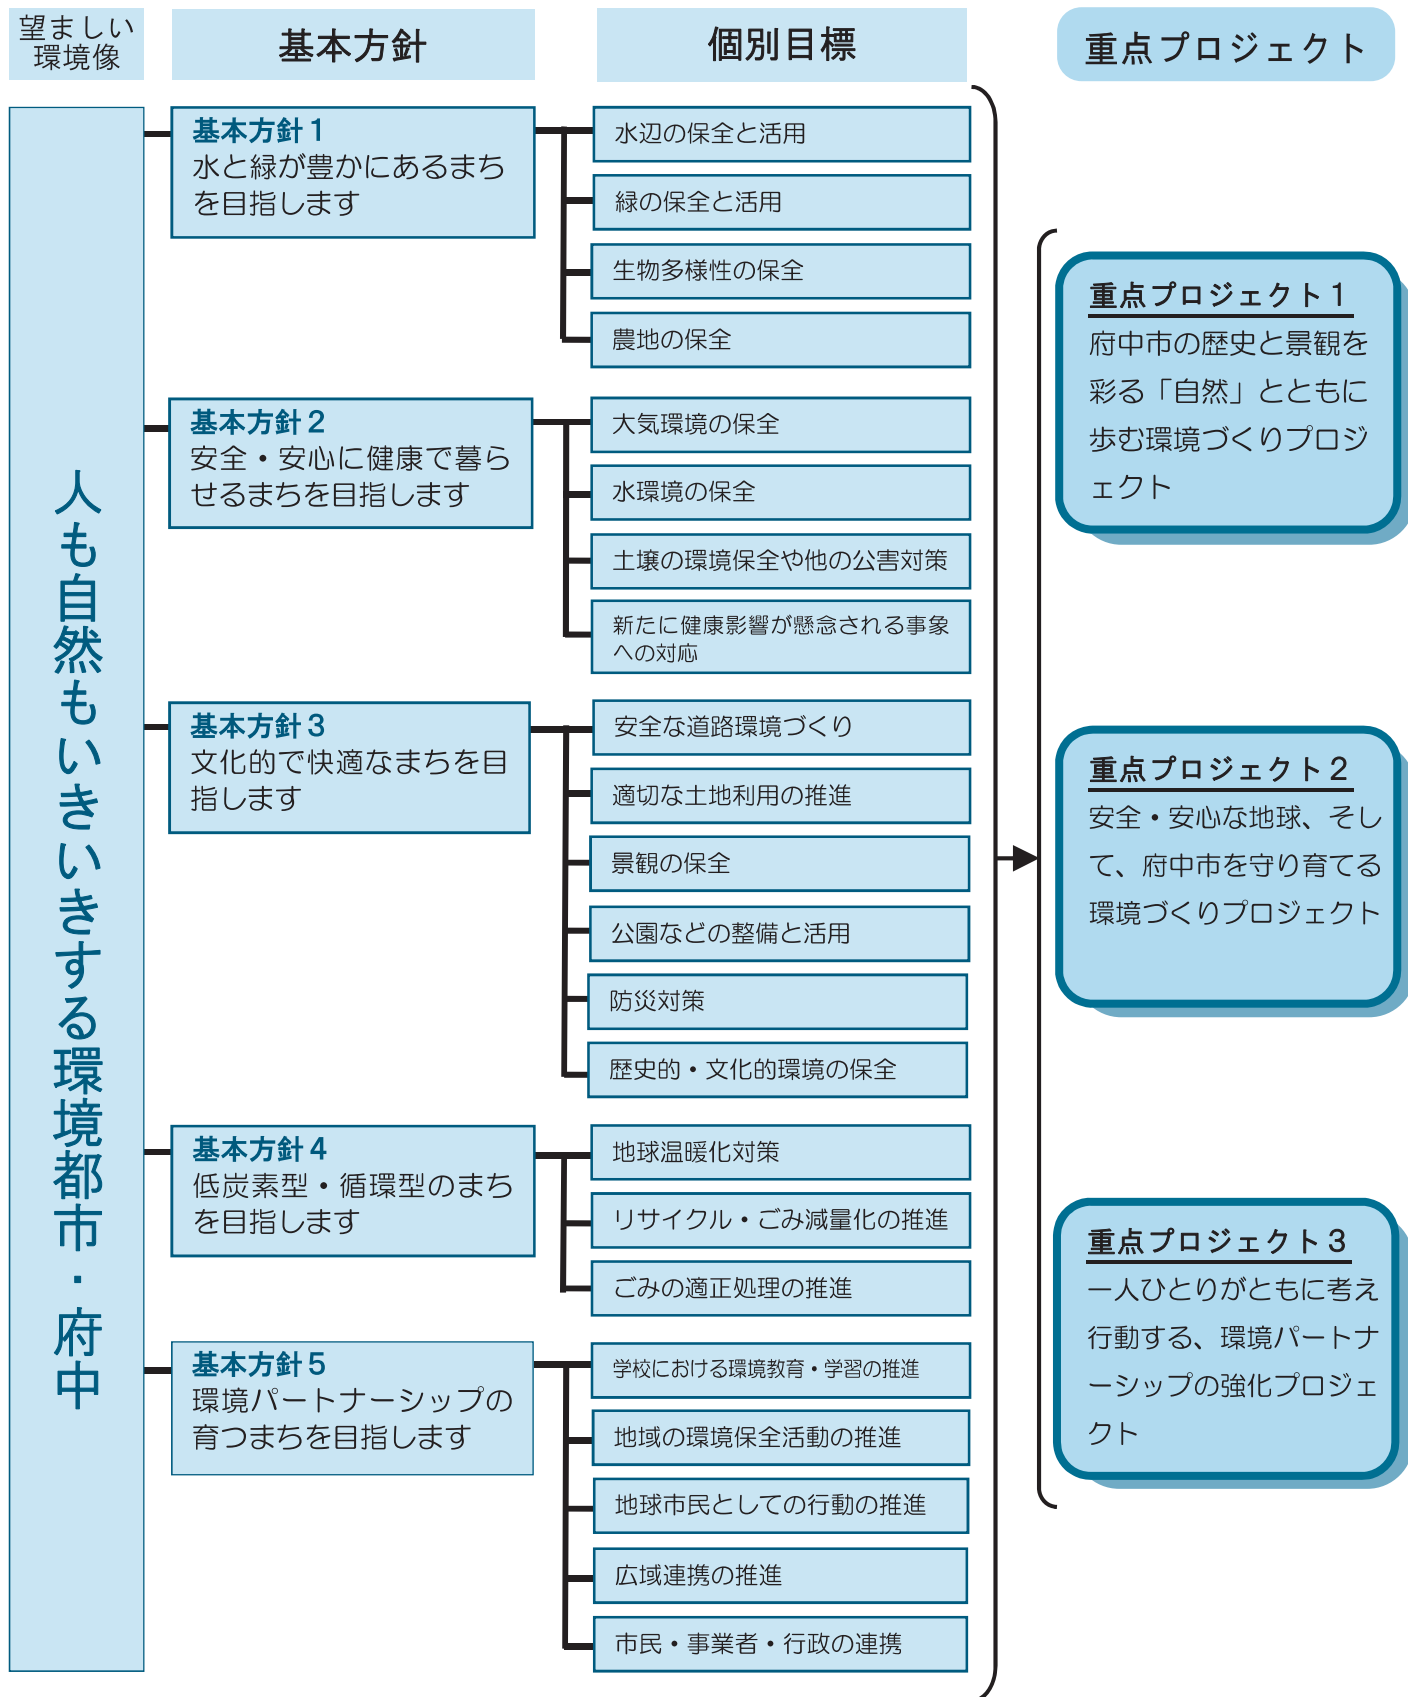 望ましい
環境像
基本方針
個別目標
重点プロジェクト
人も自然もいきいきする環境都市・府中
基本方針1
水と緑が豊かにあるまち
を目指します
水辺の保全と活用
緑の保全と活用
生物多様性の保全
農地の保全
基本方針2
安全・安心に健康で暮ら
せるまちを目指します
大気環境の保全
水環境の保全
土壌の環境保全や他の公害対策
新たに健康影響が懸念される事象
への対応
基本方針3
文化的で快適なまちを目
指します
安全な道路環境づくり
適切な土地利用の推進
景観の保全
公園などの整備と活用
防災対策
歴史的・文化的環境の保全
基本方針4
低炭素型・循環型のまち
を目指します
地球温暖化対策
リサイクル・ごみ減量化の推進
ごみの適正処理の推進
基本方針5
環境パートナーシップの
育つまちを目指します
学校における環境教育・学習の推進
地域の環境保全活動の推進
地球市民としての行動の推進
広域連携の推進
市民・事業者・行政の連携
重点プロジェクト1
府中市の歴史と景観を
彩る「自然」とともに
歩む環境づくりプロジ
ェクト
重点プロジェクト2
安全・安心な地球、そし
て、府中市を守り育てる
環境づくりプロジェクト
重点プロジェクト3
一人ひとりがともに考え
行動する、環境パートナ
ーシップの強化プロジェ
クト